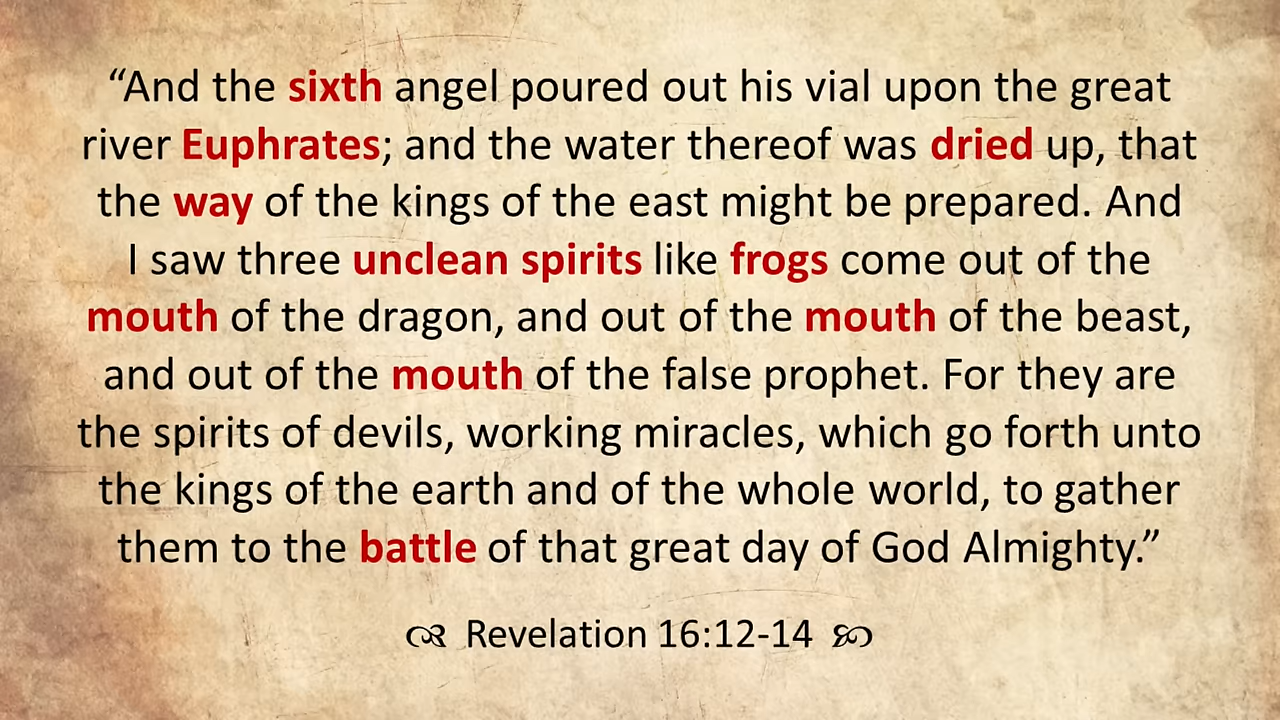 “And the sixth angel poured out his vial upon the great
river Euphrates; and the water thereof was dried up, that
the way of the kings of the east might be prepared. And
I saw three unclean spirits like frogs come out of the
mouth of the dragon, and out of the mouth of the beast,
and out of the mouth of the false prophet. For they are
the spirits of devils, working miracles, which go forth unto
the kings of the earth and of the whole world, to gather
them to the battle of that great day of God Almighty.”
Revelation 16:12-14